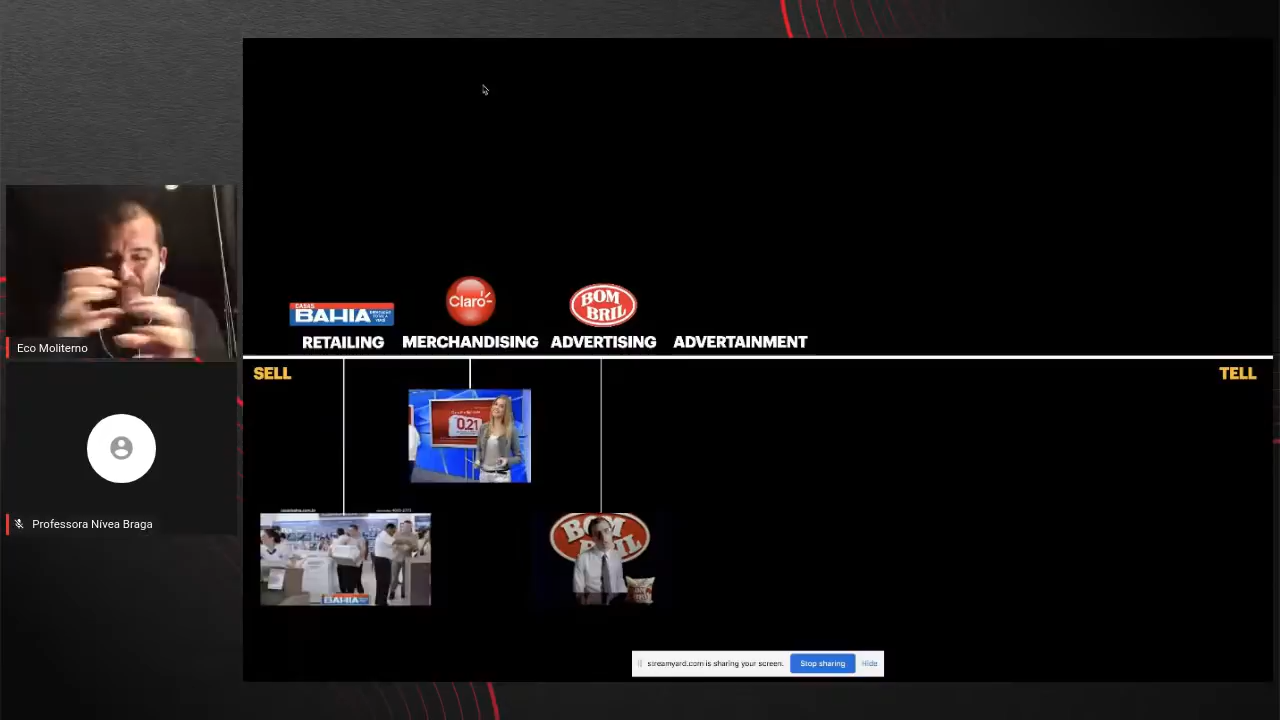 CASAS
BAHIA
Claro
BOM
BRIL
RETAILING
MERCHANDISING
ADVERTISING
ADVERTAINMENT
SELL
TELL
0,21
BAHIA
BOM
BRIL
Eco Moliterno
Professora Nívea Braga
streamyard.com is sharing your screen.
Stop sharing
Hide